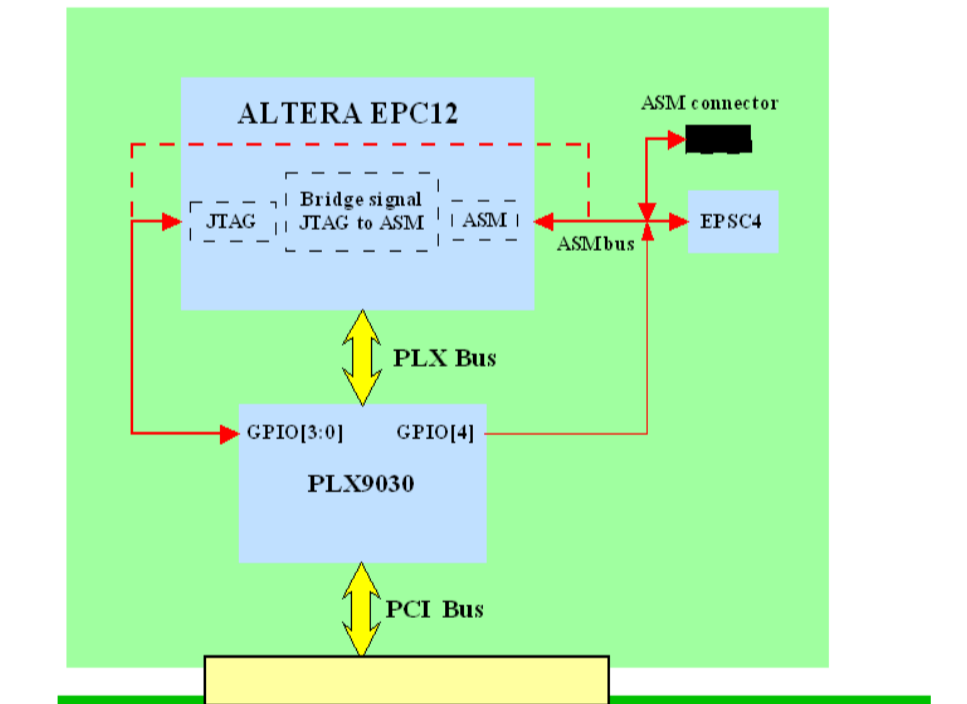 ALTERA EPC12
ASM connector
Bridge signal
JTAG to ASM
JTAG
ASM
EPSC4
ASMbus
PLX Bus
GPIO[3:0]
GPIO[4]
PLX9030
PCI Bus